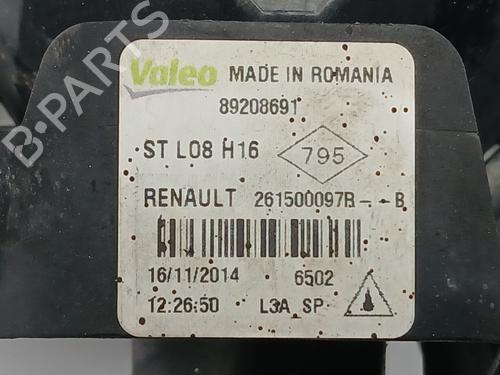 Valeo MADE IN ROMANIA
89208691
ST L08 H16 795
RENAULT 261500097R-- -B
16/11/2014 6502
12:26:50 L3A SP
B-PARTS